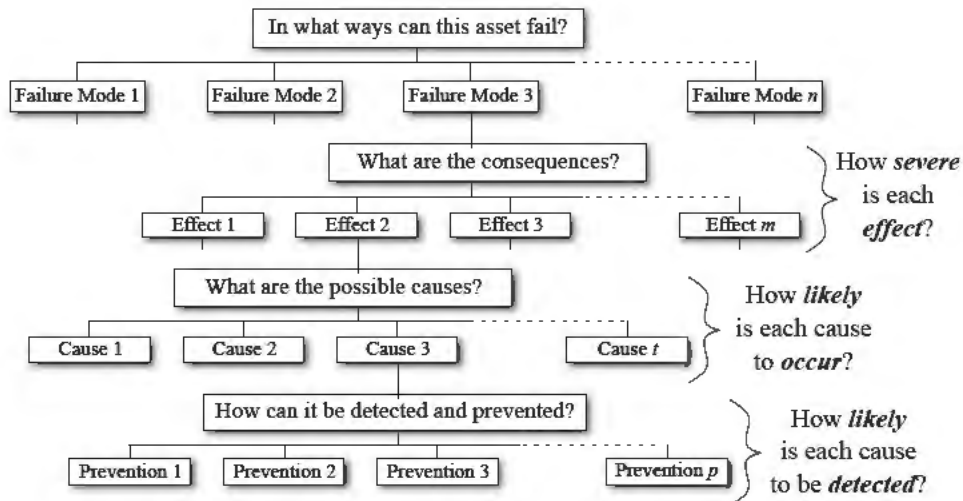 In what ways can this asset fail?
Failure Mode 1
Failure Mode 2
Failure Mode 3
Failure Mode n
What are the consequences?
How severe
is each
effect?
Effect 1
Effect 2
Effect 3
Effect m
What are the possible causes?
How likely
is each cause
to occur?
Cause 1
Cause 2
Cause 3
Cause t
How can it be detected and prevented?
How likely
is each cause
to be detected?
Prevention 1
Prevention 2
Prevention 3
Prevention p